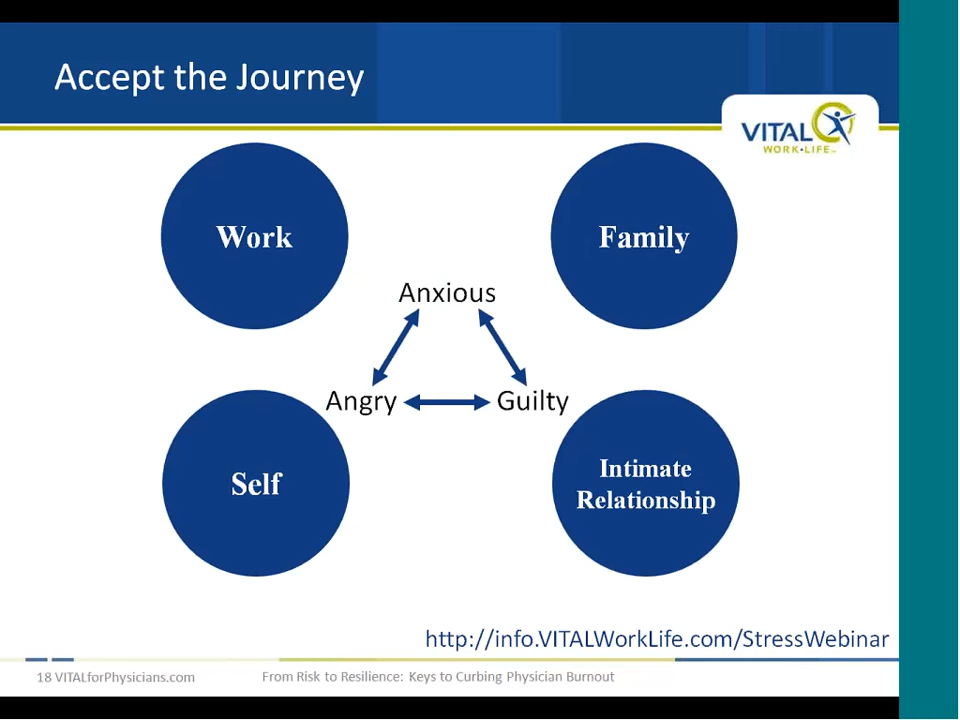 Accept the Journey
VITAL
WORK•LIFE™
Work
Family
Anxious
Angry
Guilty
Self
Intimate
Relationship
http://info.VITALWorkLife.com/StressWebinar
18 VITALforPhysicians.com
From Risk to Resilience: Keys to Curbing Physician Burnout